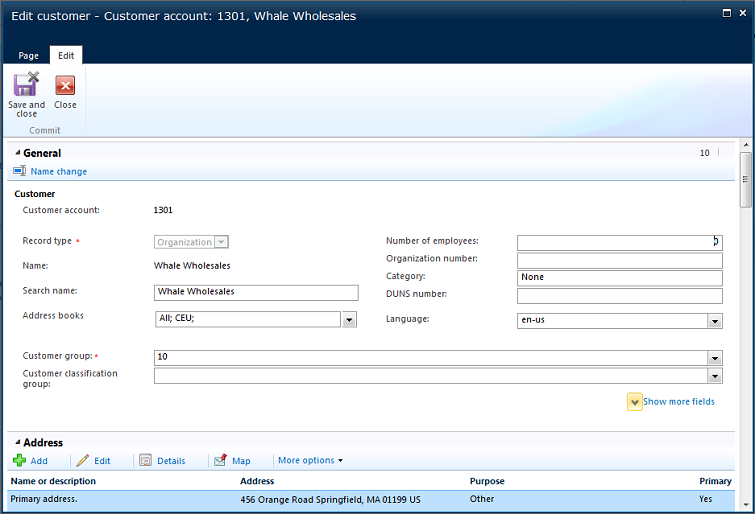 Edit customer - Customer account: 1301, Whale Wholesales
Page Edit
Save and close Close
Commit
General 10
Name change
Customer
Customer account: 1301
Record type * Organization
Name: Whale Wholesales
Search name: Whale Wholesales
Address books All; CEU;
Number of employees: 0
Organization number:
Category: None
DUNS number:
Language: en-us
Customer group: * 10
Customer classification group:
Show more fields
Address
Add Edit Details Map More options
Name or description Address Purpose Primary
Primary address. 456 Orange Road Springfield, MA 01199 US Other Yes